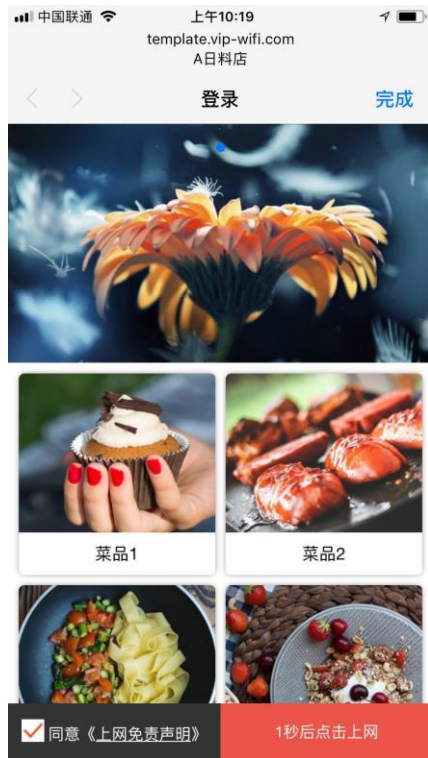 中国联通 上午10:19
template.vip-wifi.com
A日料店
登录 完成
菜品1 菜品2
同意《上网免责声明》 1秒后点击上网